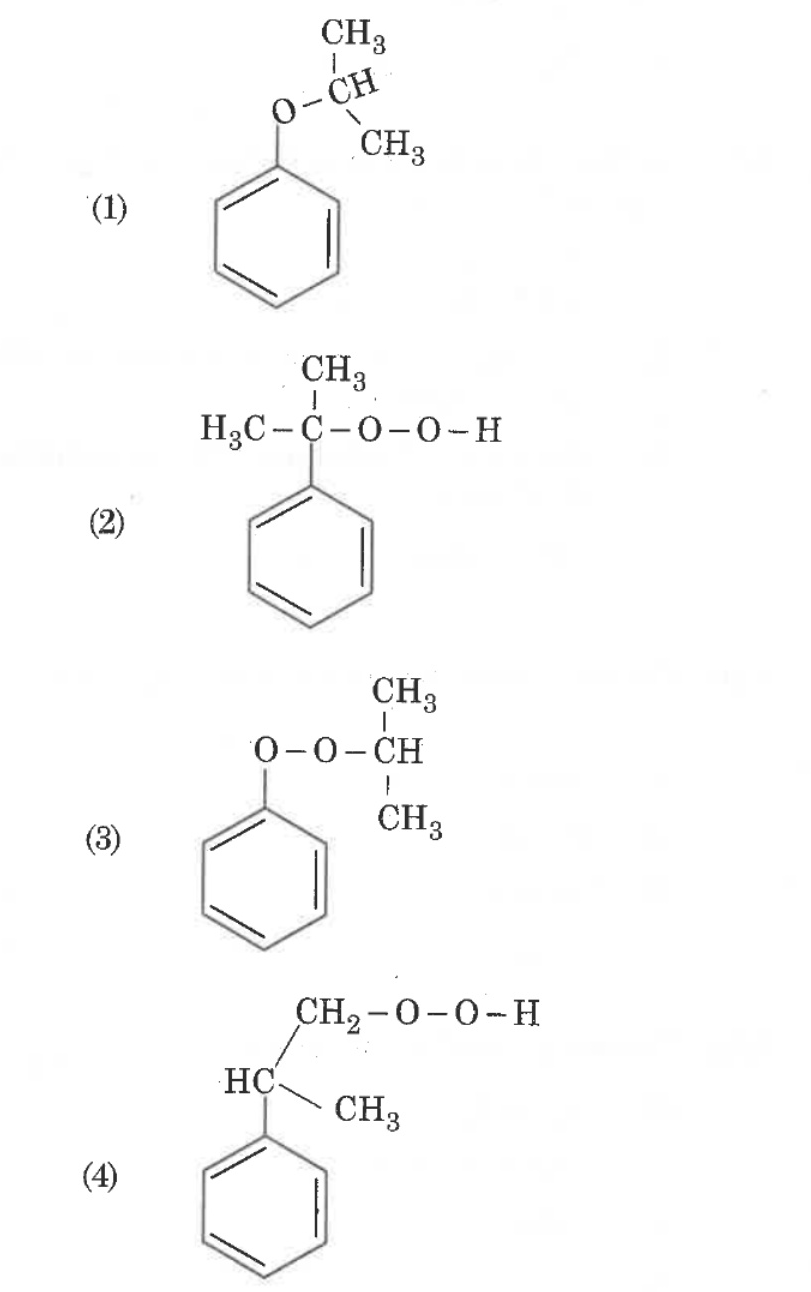 CH3
O – CH
CH3
(1)
CH3
H3C – C – O – O – H
(2)
CH3
O – O – CH
CH3
(3)
CH2 – O – O – H
HC
CH3
(4)